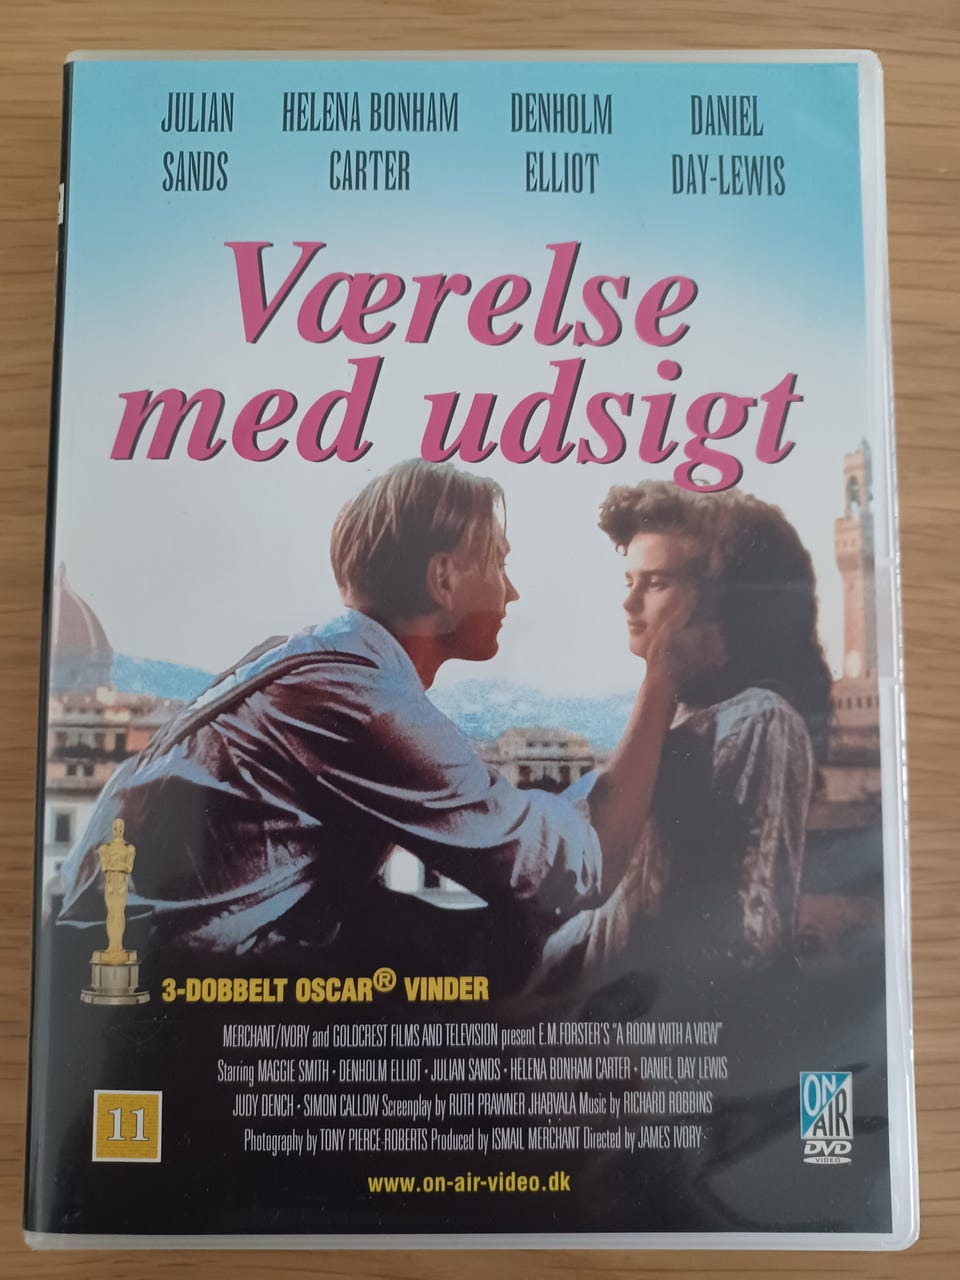 JULIAN HELENA BONHAM DENHOLM DANIEL
SANDS CARTER ELLIOT DAY-LEWIS
Værelse
med udsigt
3-DOBBELT OSCAR® VINDER
MERCHANT/IVORY and GOLDCREST FILMS AND TELEVISION present E.M.FORSTER'S "A ROOM WITH A VIEW"
Starring MAGGIE SMITH · DENHOLM ELLIOT · JULIAN SANDS · HELENA BONHAM CARTER · DANIEL DAY LEWIS
JUDY DENCH · SIMON CALLOW Screenplay by RUTH PRAWNER JHABVALA Music by RICHARD ROBBINS
Photography by TONY PIERCE-ROBERTS Produced by ISMAIL MERCHANT Directed by JAMES IVORY
11
ON
AIR
DVD
VIDEO
www.on-air-video.dk